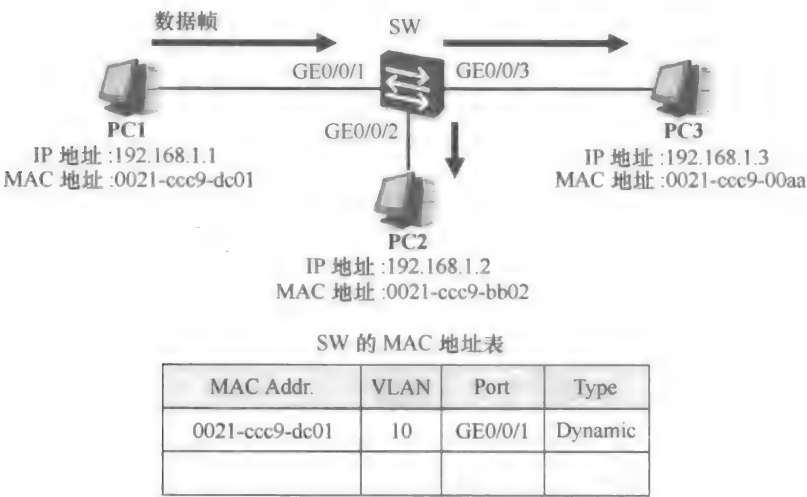 数据帧
SW
GE0/0/1
GE0/0/3
GE0/0/2
PC1
IP 地址 :192.168.1.1
MAC 地址 :0021-ccc9-dc01
PC3
IP 地址 :192.168.1.3
MAC 地址 :0021-ccc9-00aa
PC2
IP 地址 :192.168.1.2
MAC 地址 :0021-ccc9-bb02
SW 的 MAC 地址表
MAC Addr. VLAN Port Type
0021-ccc9-dc01 10 GE0/0/1 Dynamic